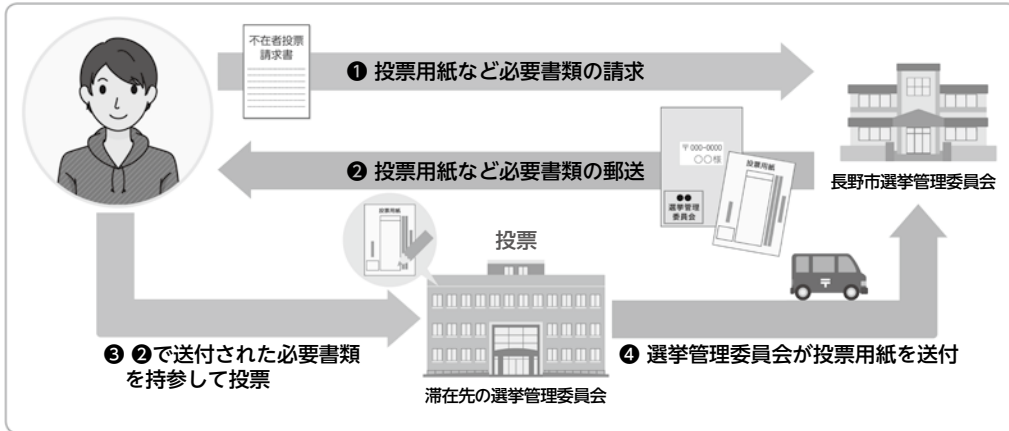 不在者投票
請求書
❶ 投票用紙など必要書類の請求
〒000-0000
○○様
投票用紙
●●
選挙管理
委員会
長野市選挙管理委員会
❷ 投票用紙など必要書類の郵送
投票用紙
投票
❸ ❷で送付された必要書類
を持参して投票
滞在先の選挙管理委員会
〒
❹ 選挙管理委員会が投票用紙を送付